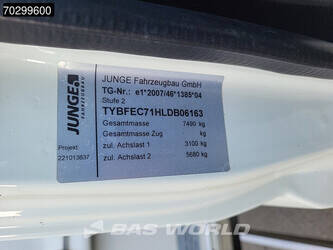 70299600
JUNGE
FAHRZEUGBAU
Projekt
221013637
JUNGE Fahrzeugbau GmbH
TG-Nr.: e1*2007/46*1385*04
Stufe 2
TYBFEC71HLDB06163
Gesamtmasse 7490 kg
Gesamtmasse Zug kg
zul. Achslast 1 3100 kg
zul. Achslast 2 5680 kg
BAS WORLD